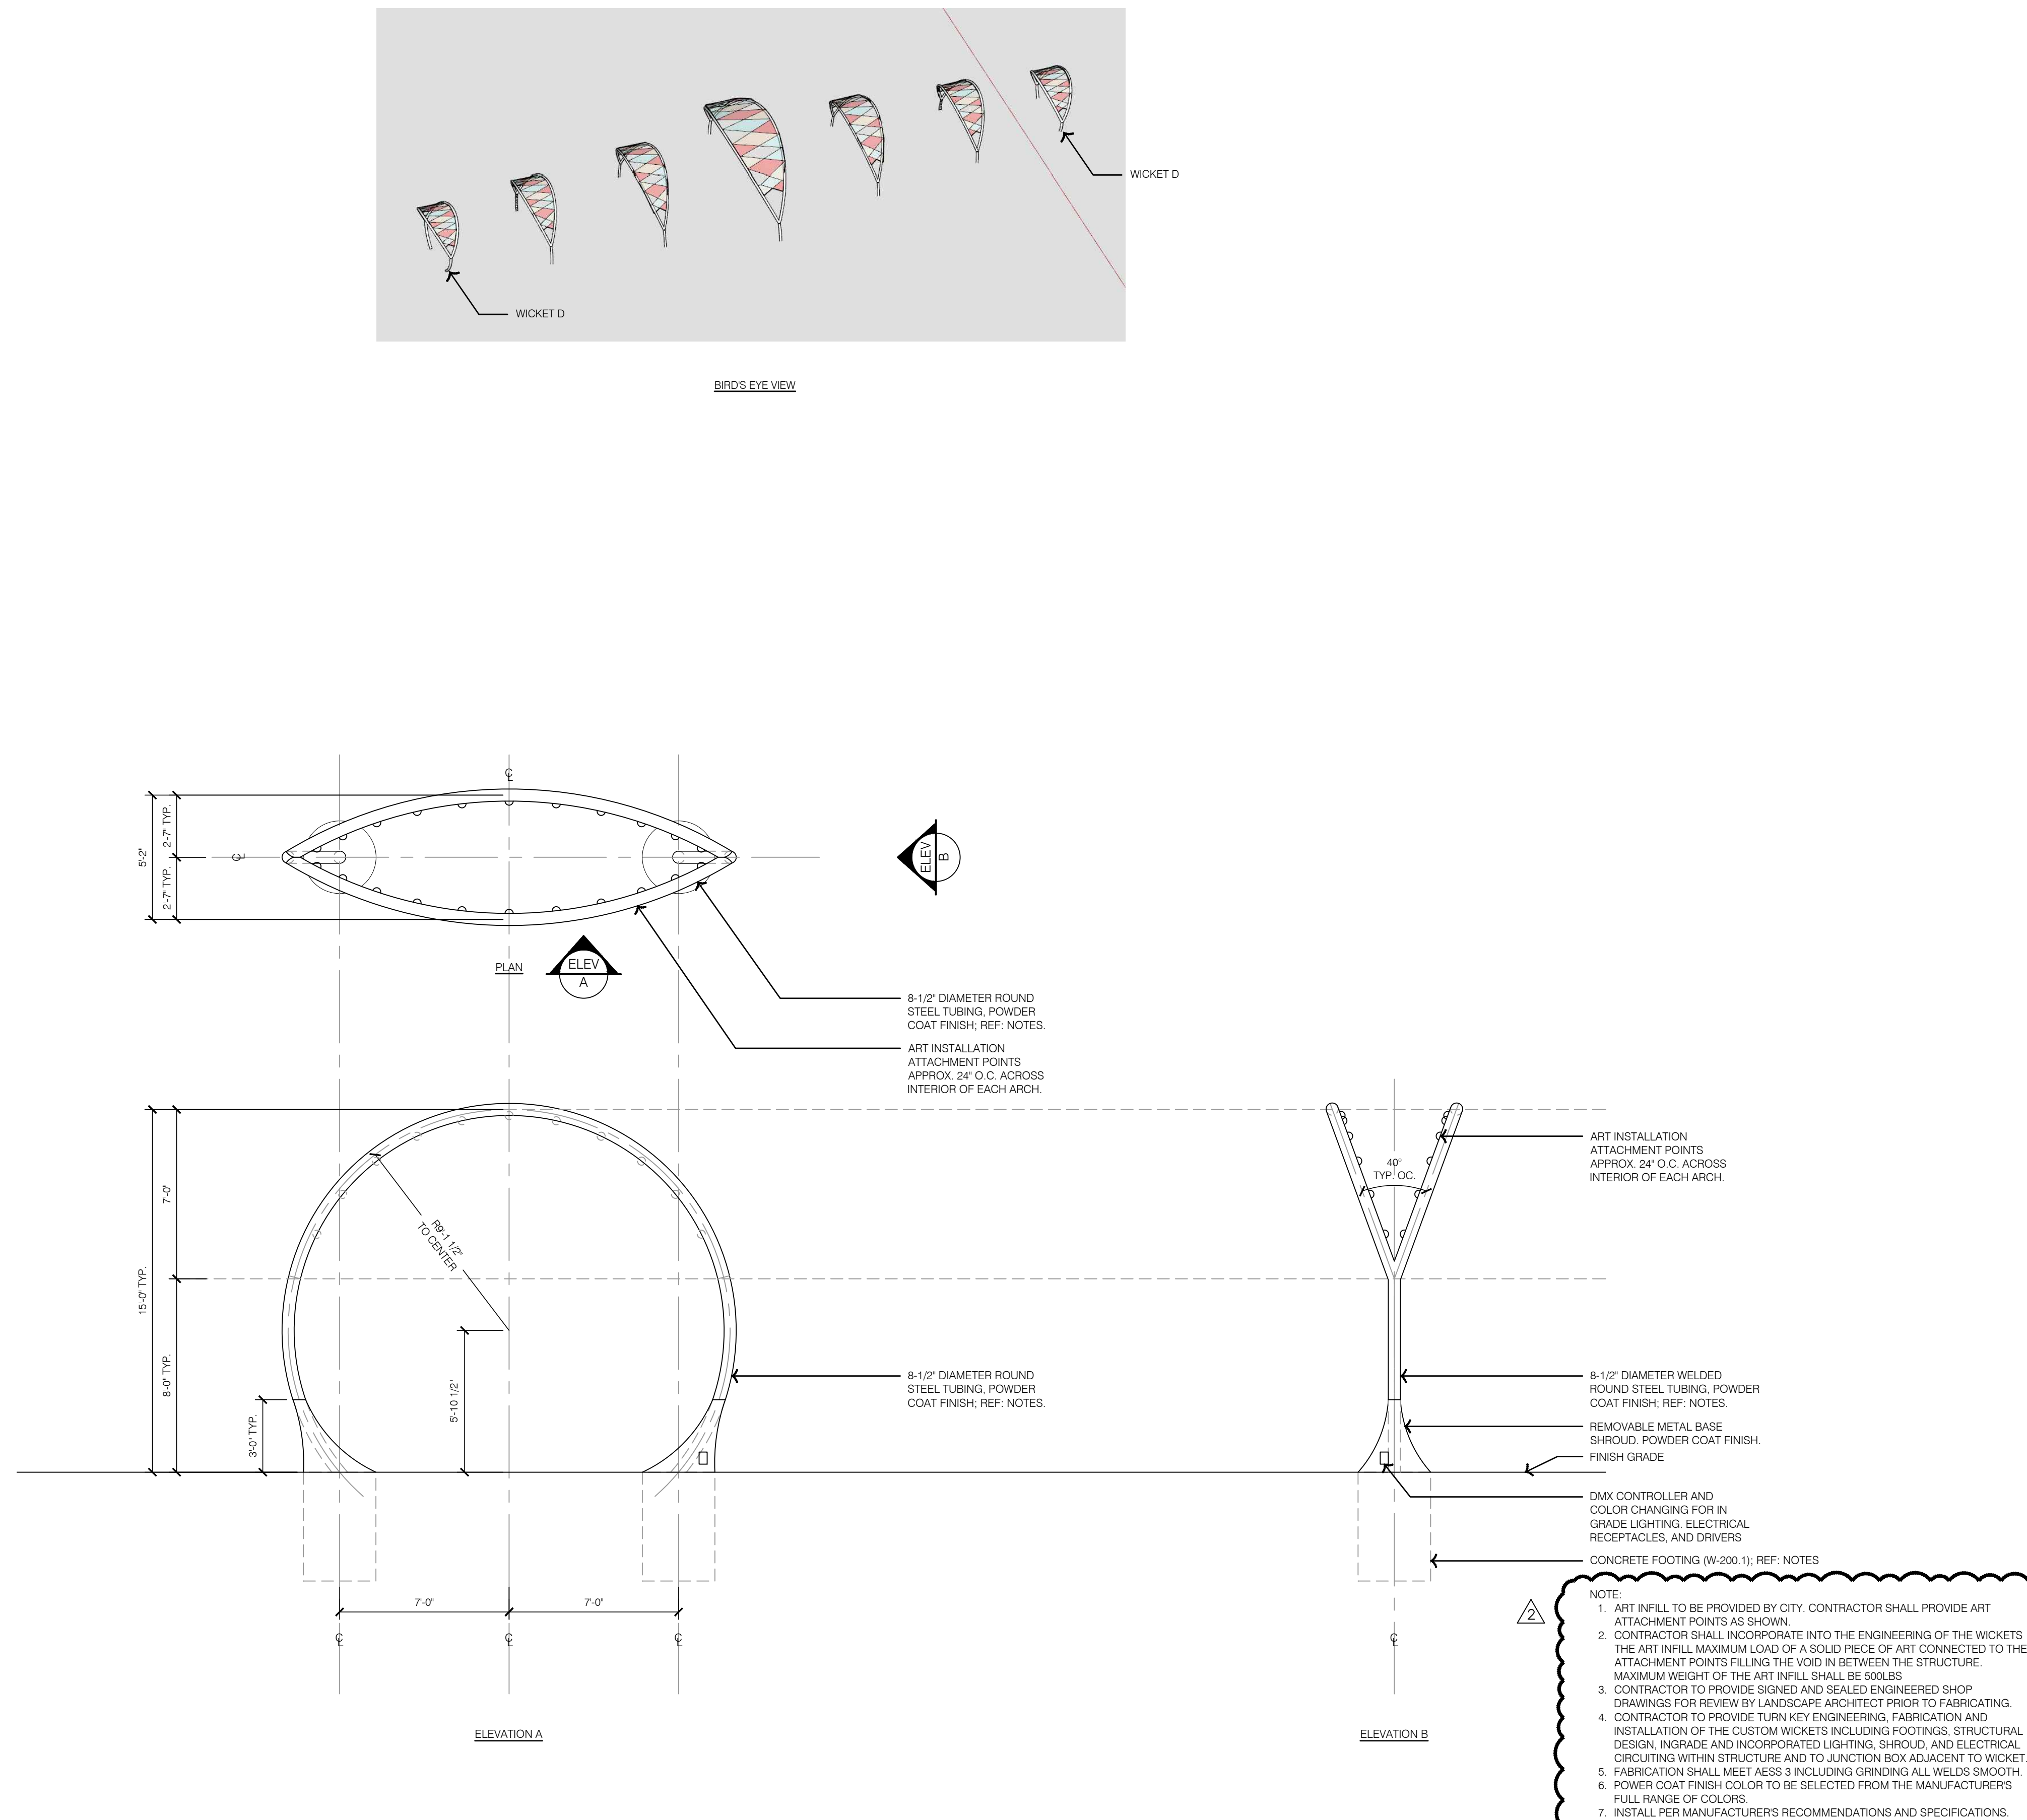 WICKET D
WICKET D
BIRD'S EYE VIEW
℄
5'-2"
2'-7" TYP.
2'-7" TYP.
℄
ELEV
B
PLAN
ELEV
A
8-1/2" DIAMETER ROUND
STEEL TUBING, POWDER
COAT FINISH; REF: NOTES.
ART INSTALLATION
ATTACHMENT POINTS
APPROX. 24" O.C. ACROSS
INTERIOR OF EACH ARCH.
15'-0" TYP.
7'-0"
8'-0" TYP.
3'-0" TYP.
R9'-1 1/2"
TO CENTER
5'-10 1/2"
8-1/2" DIAMETER ROUND
STEEL TUBING, POWDER
COAT FINISH; REF: NOTES.
7'-0"
7'-0"
℄
℄
℄
ELEVATION A
40°
TYP. OC.
ART INSTALLATION
ATTACHMENT POINTS
APPROX. 24" O.C. ACROSS
INTERIOR OF EACH ARCH.
8-1/2" DIAMETER WELDED
ROUND STEEL TUBING, POWDER
COAT FINISH; REF: NOTES.
REMOVABLE METAL BASE
SHROUD. POWDER COAT FINISH.
FINISH GRADE
DMX CONTROLLER AND
COLOR CHANGING FOR IN
GRADE LIGHTING. ELECTRICAL
RECEPTACLES, AND DRIVERS
CONCRETE FOOTING (W-200.1); REF: NOTES
℄
ELEVATION B
2
NOTE:
1. ART INFILL TO BE PROVIDED BY CITY. CONTRACTOR SHALL PROVIDE ART
ATTACHMENT POINTS AS SHOWN.
2. CONTRACTOR SHALL INCORPORATE INTO THE ENGINEERING OF THE WICKETS
THE ART INFILL MAXIMUM LOAD OF A SOLID PIECE OF ART CONNECTED TO THE
ATTACHMENT POINTS FILLING THE VOID IN BETWEEN THE STRUCTURE.
MAXIMUM WEIGHT OF THE ART INFILL SHALL BE 500LBS
3. CONTRACTOR TO PROVIDE SIGNED AND SEALED ENGINEERED SHOP
DRAWINGS FOR REVIEW BY LANDSCAPE ARCHITECT PRIOR TO FABRICATING.
4. CONTRACTOR TO PROVIDE TURN KEY ENGINEERING, FABRICATION AND
INSTALLATION OF THE CUSTOM WICKETS INCLUDING FOOTINGS, STRUCTURAL
DESIGN, INGRADE AND INCORPORATED LIGHTING, SHROUD, AND ELECTRICAL
CIRCUITING WITHIN STRUCTURE AND TO JUNCTION BOX ADJACENT TO WICKET.
5. FABRICATION SHALL MEET AESS 3 INCLUDING GRINDING ALL WELDS SMOOTH.
6. POWER COAT FINISH COLOR TO BE SELECTED FROM THE MANUFACTURER'S
FULL RANGE OF COLORS.
7. INSTALL PER MANUFACTURER'S RECOMMENDATIONS AND SPECIFICATIONS.